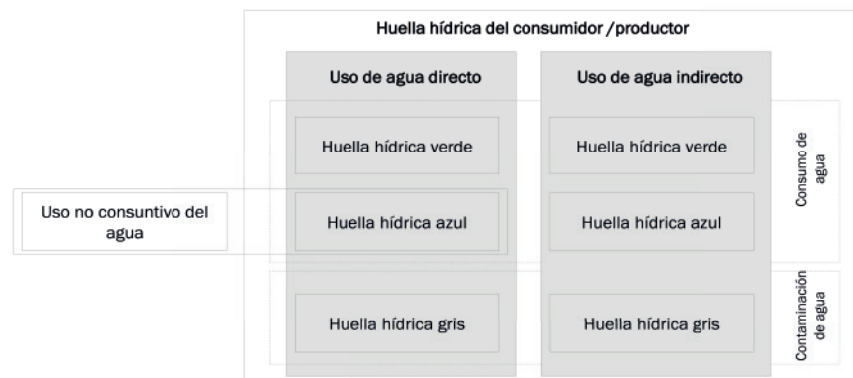 Huella hídrica del consumidor /productor
Uso de agua directo
Uso de agua indirecto
Huella hídrica verde
Huella hídrica verde
Consumo de
agua
Uso no consuntivo del
agua
Huella hídrica azul
Huella hídrica azul
Huella hídrica gris
Huella hídrica gris
Contaminación
de agua